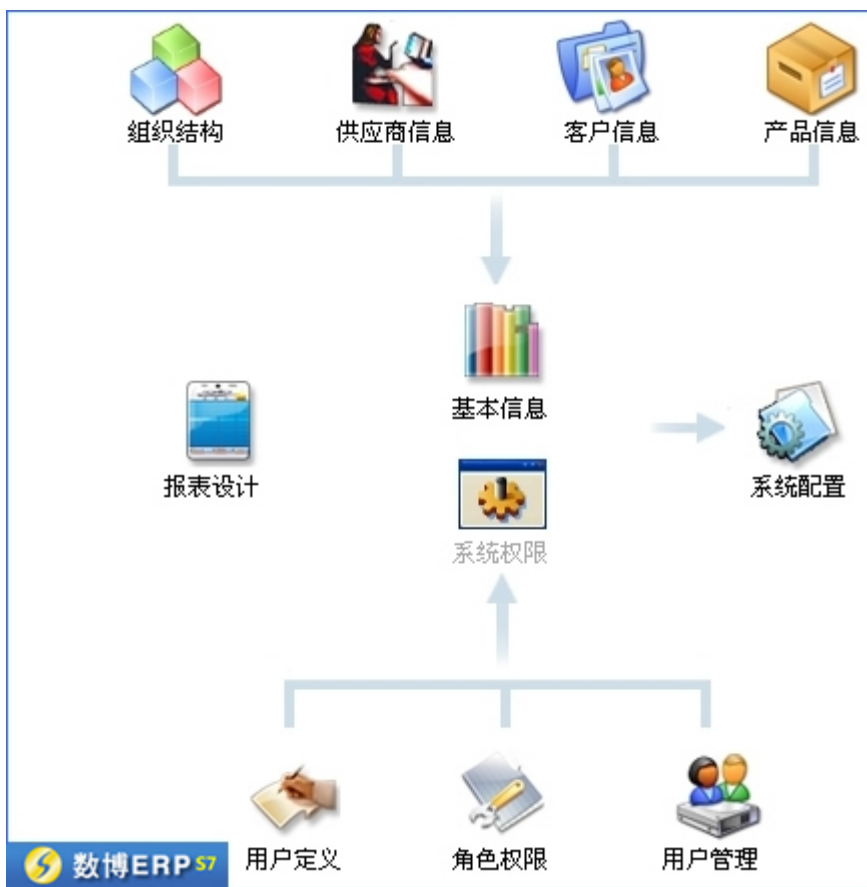 组织结构
供应商信息
客户信息
产品信息
基本信息
报表设计
系统配置
系统权限
用户定义
角色权限
用户管理
数博ERP S7